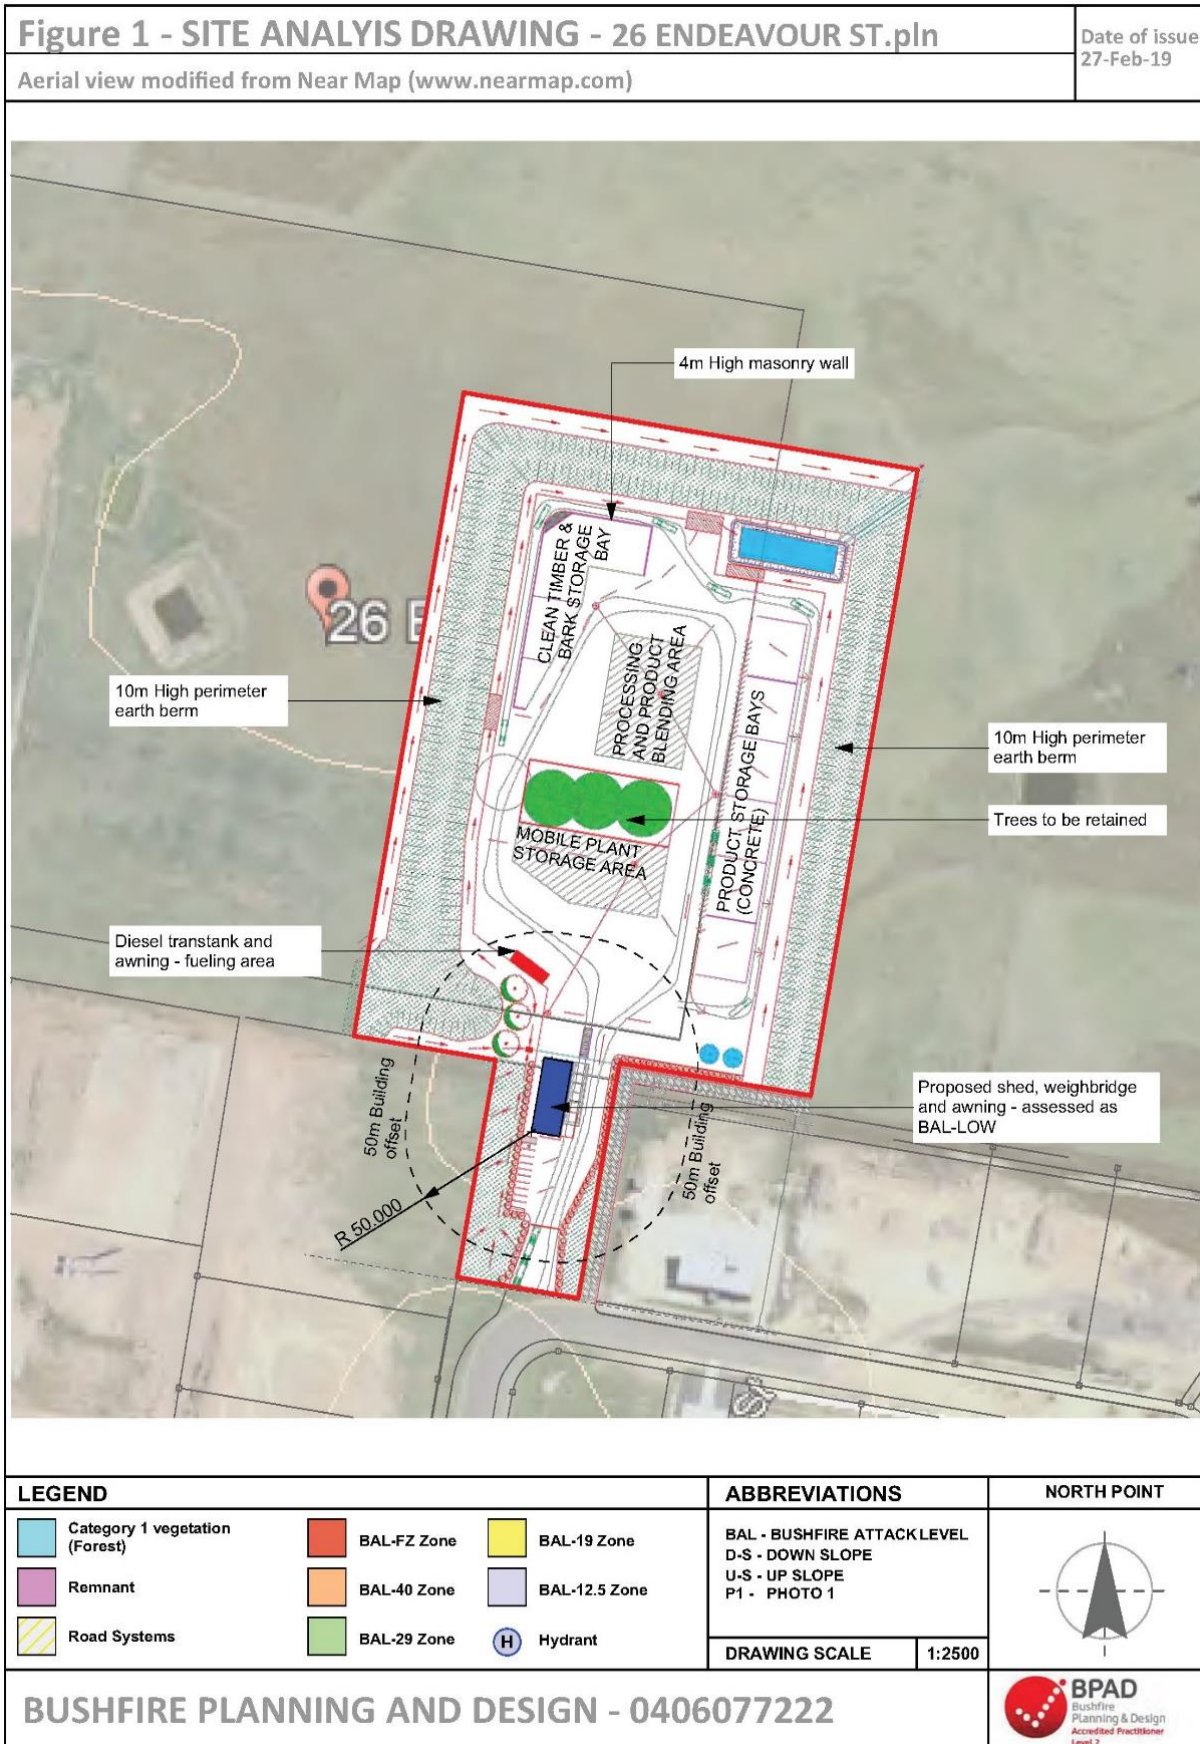 Figure 1 - SITE ANALYIS DRAWING - 26 ENDEAVOUR ST.pln
Date of issue
27-Feb-19
Aerial view modified from Near Map (www.nearmap.com)
4m High masonry wall
CLEAN TIMBER &
BARK STORAGE
BAY
26 E
PROCESSING
AND PRODUCT
BLENDING AREA
10m High perimeter
earth berm
PRODUCT STORAGE BAYS
(CONCRETE)
10m High perimeter
earth berm
Trees to be retained
MOBILE PLANT
STORAGE AREA
Diesel transtank and
awning - fueling area
50m Building
offset
Proposed shed, weighbridge
and awning - assessed as
BAL-LOW
50m Building
offset
R 50.000
LEGEND
Category 1 vegetation
(Forest)
Remnant
Road Systems
BAL-FZ Zone
BAL-40 Zone
BAL-29 Zone
BAL-19 Zone
BAL-12.5 Zone
H Hydrant
ABBREVIATIONS
BAL - BUSHFIRE ATTACK LEVEL
D-S - DOWN SLOPE
U-S - UP SLOPE
P1 - PHOTO 1
DRAWING SCALE 1:2500
NORTH POINT
BUSHFIRE PLANNING AND DESIGN - 0406077222
BPAD
Bushfire
Planning & Design
Accredited Practitioner
Level 2